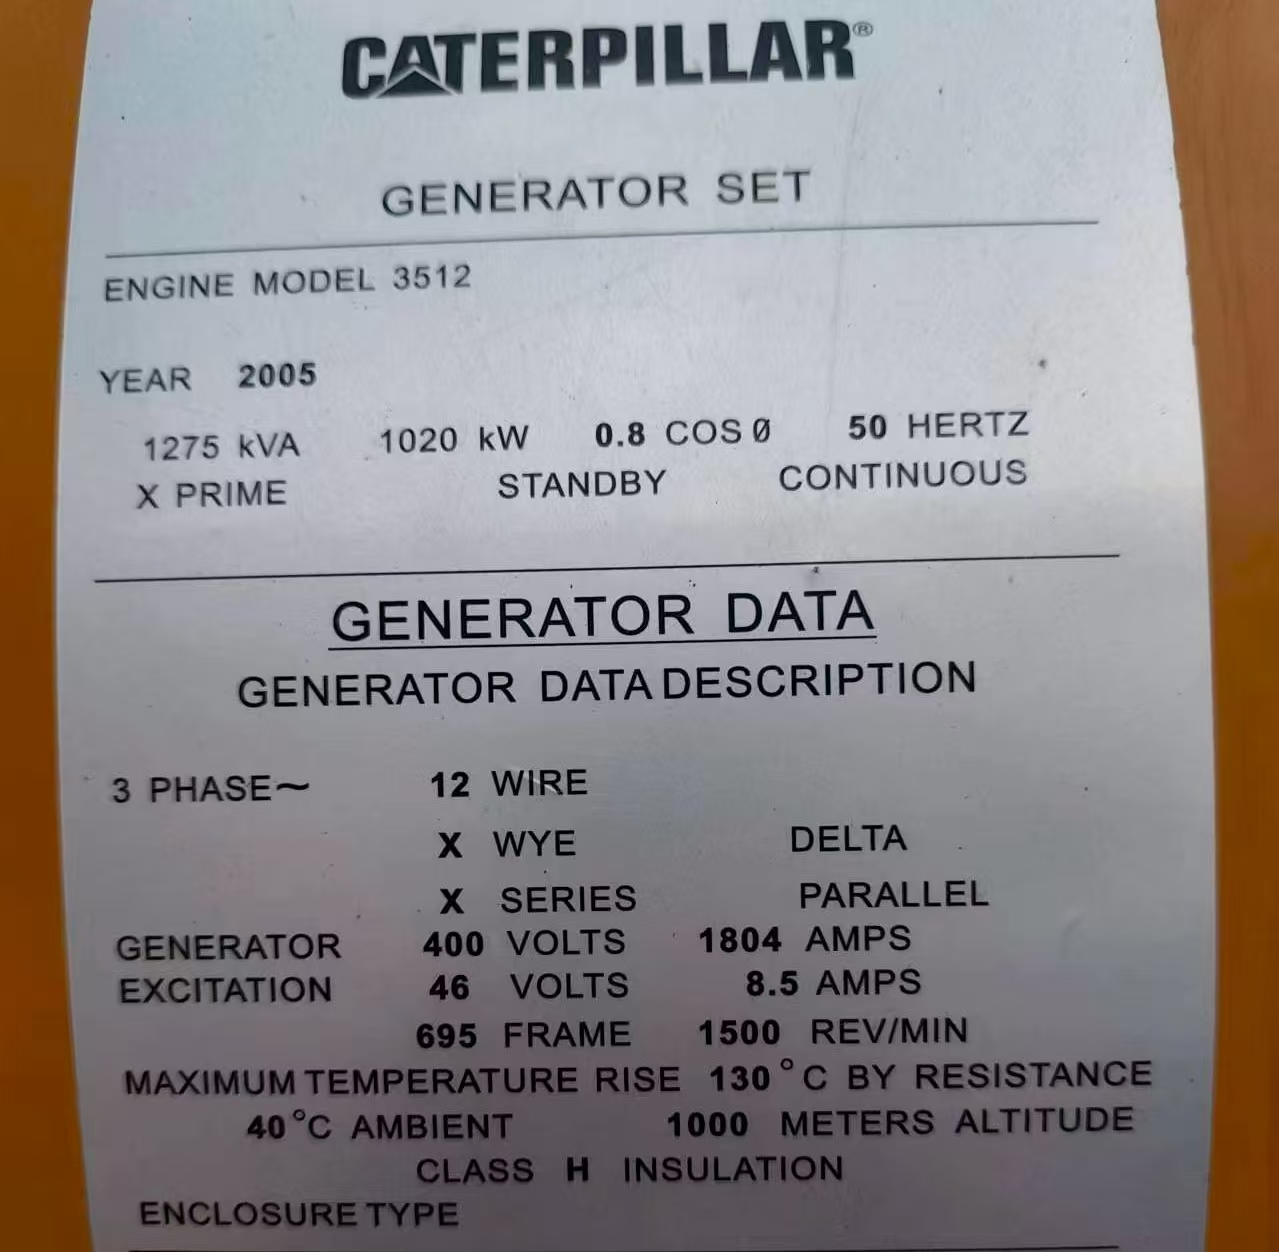 CATERPILLAR®
GENERATOR SET
ENGINE MODEL 3512
YEAR 2005
1275 kVA 1020 kW 0.8 COS Ø 50 HERTZ
X PRIME STANDBY CONTINUOUS
GENERATOR DATA
GENERATOR DATA DESCRIPTION
3 PHASE~ 12 WIRE
X WYE DELTA
X SERIES PARALLEL
GENERATOR 400 VOLTS 1804 AMPS
EXCITATION 46 VOLTS 8.5 AMPS
695 FRAME 1500 REV/MIN
MAXIMUM TEMPERATURE RISE 130°C BY RESISTANCE
40°C AMBIENT 1000 METERS ALTITUDE
CLASS H INSULATION
ENCLOSURE TYPE